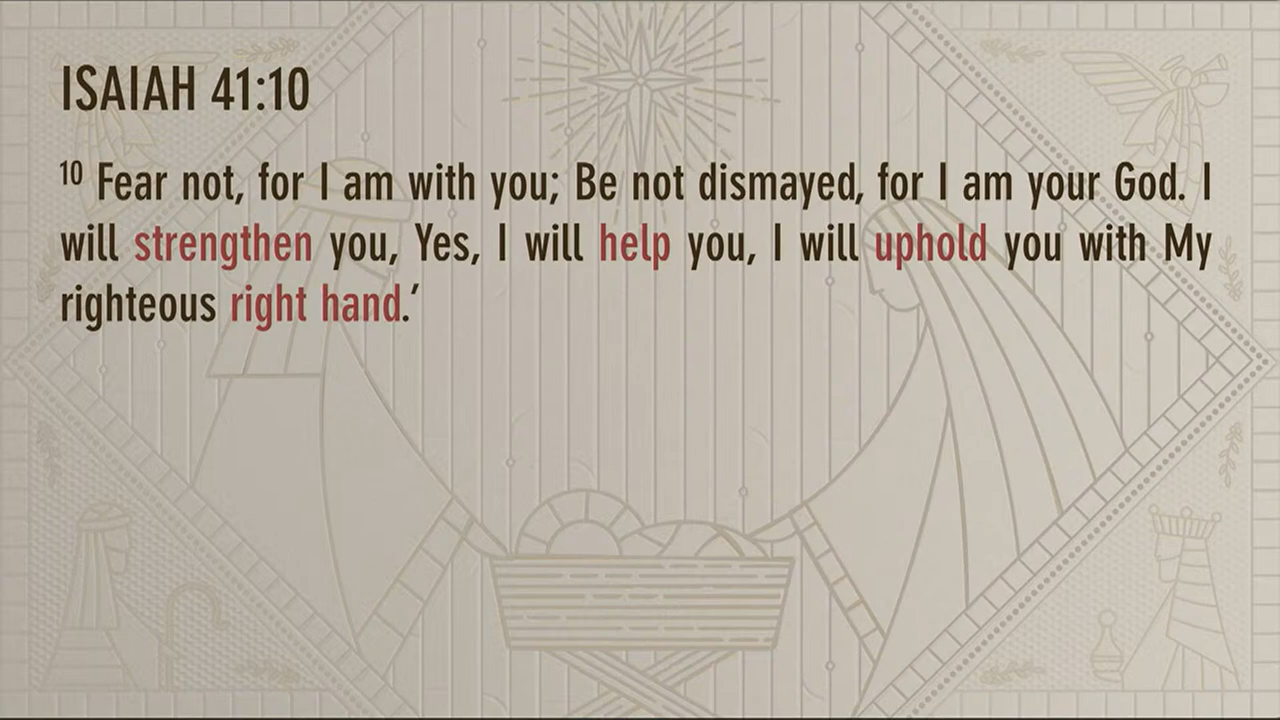 ISAIAH 41:10
10 Fear not, for I am with you; Be not dismayed, for I am your God. I
will strengthen you, Yes, I will help you, I will uphold you with My
righteous right hand.’